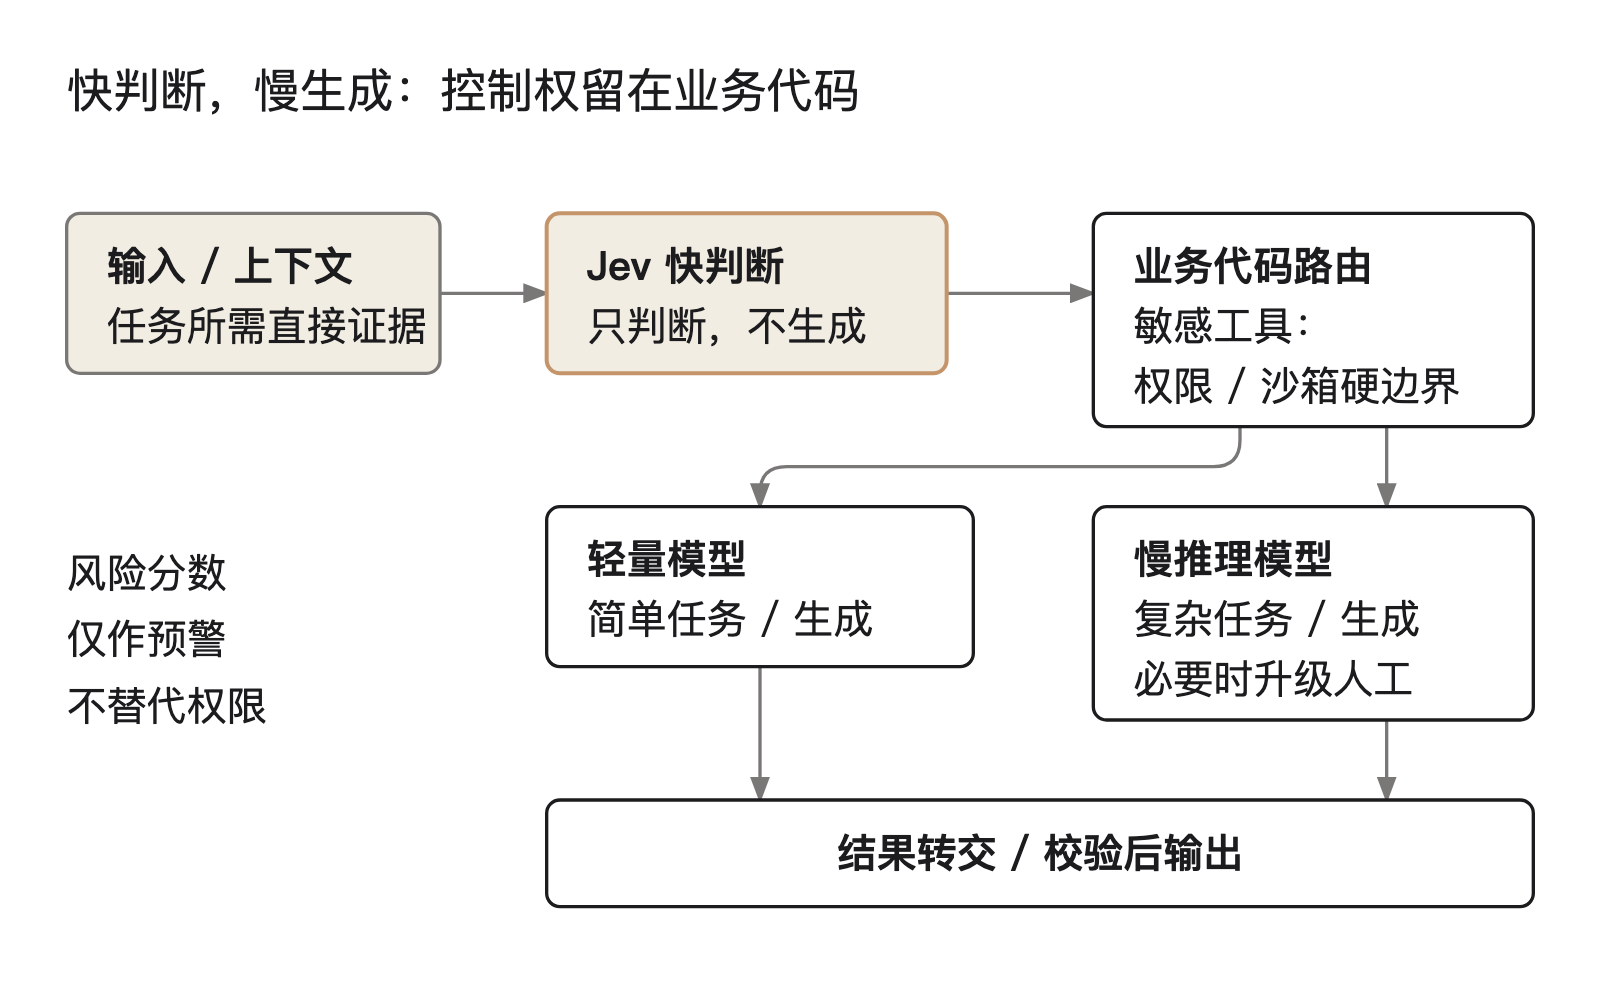 快判断，慢生成：控制权留在业务代码
输入 / 上下文
任务所需直接证据
Jev 快判断
只判断，不生成
业务代码路由
敏感工具：
权限 / 沙箱硬边界
风险分数
仅作预警
不替代权限
轻量模型
简单任务 / 生成
慢推理模型
复杂任务 / 生成
必要时升级人工
结果转交 / 校验后输出